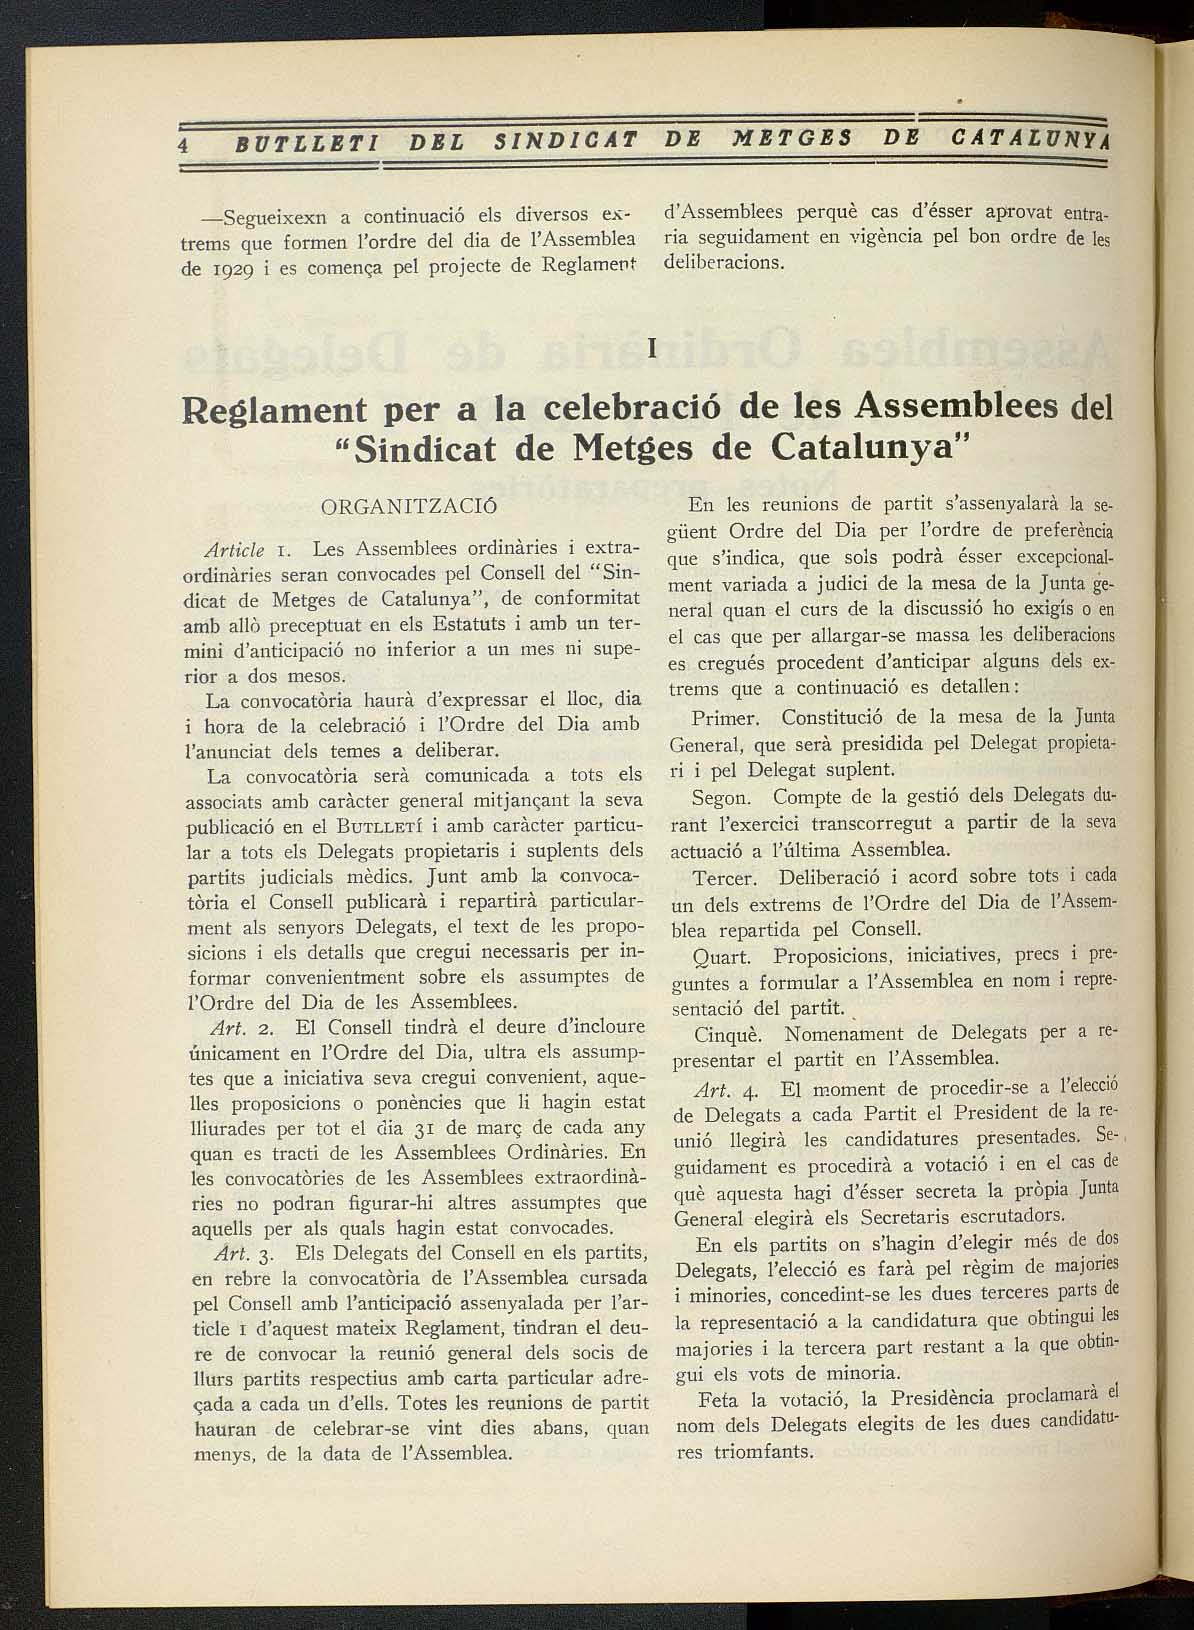 4 BUTLLETI DEL SINDICAT DE METGES DE CATALUNYA
—Segueixexn a continuació els diversos ex-
trems que formen l'ordre del dia de l'Assemblea
de 1929 i es comença pel projecte de Reglament
d'Assemblees perquè cas d'ésser aprovat entra-
ria seguidament en vigència pel bon ordre de les
deliberacions.
I
Reglament per a la celebració de les Assemblees del
"Sindicat de Metges de Catalunya"
ORGANITZACIÓ
Article 1. Les Assemblees ordinàries i extra-
ordinàries seran convocades pel Consell del "Sin-
dicat de Metges de Catalunya", de conformitat
amb allò preceptuat en els Estatuts i amb un ter-
mini d'anticipació no inferior a un mes ni supe-
rior a dos mesos.
La convocatòria haurà d'expressar el lloc, dia
i hora de la celebració i l'Ordre del Dia amb
l'anunciat dels temes a deliberar.
La convocatòria serà comunicada a tots els
associats amb caràcter general mitjançant la seva
publicació en el BUTLLETÍ i amb caràcter particu-
lar a tots els Delegats propietaris i suplents dels
partits judicials mèdics. Junt amb la convoca-
tòria el Consell publicarà i repartirà particular-
ment als senyors Delegats, el text de les propo-
sicions i els detalls que cregui necessaris per in-
formar convenientment sobre els assumptes de
l'Ordre del Dia de les Assemblees.
Art. 2. El Consell tindrà el deure d'incloure
únicament en l'Ordre del Dia, ultra els assump-
tes que a iniciativa seva cregui convenient, aque-
lles proposicions o ponències que li hagin estat
lliurades per tot el dia 31 de març de cada any
quan es tracti de les Assemblees Ordinàries. En
les convocatòries de les Assemblees extraordinà-
ries no podran figurar-hi altres assumptes que
aquells per als quals hagin estat convocades.
Art. 3. Els Delegats del Consell en els partits,
en rebre la convocatòria de l'Assemblea cursada
pel Consell amb l'anticipació assenyalada per l'ar-
ticle 1 d'aquest mateix Reglament, tindran el deu-
re de convocar la reunió general dels socis de
llurs partits respectius amb carta particular adre-
çada a cada un d'ells. Totes les reunions de partit
hauran de celebrar-se vint dies abans, quan
menys, de la data de l'Assemblea.
En les reunions de partit s'assenyalarà la se-
güent Ordre del Dia per l'ordre de preferència
que s'indica, que sols podrà ésser excepcional-
ment variada a judici de la mesa de la Junta ge-
neral quan el curs de la discussió ho exigís o en
el cas que per allargar-se massa les deliberacions
es cregués procedent d'anticipar alguns dels ex-
trems que a continuació es detallen:
Primer. Constitució de la mesa de la Junta
General, que serà presidida pel Delegat propieta-
ri i pel Delegat suplent.
Segon. Compte de la gestió dels Delegats du-
rant l'exercici transcorregut a partir de la seva
actuació a l'última Assemblea.
Tercer. Deliberació i acord sobre tots i cada
un dels extrems de l'Ordre del Dia de l'Assem-
blea repartida pel Consell.
Quart. Proposicions, iniciatives, precs i pre-
guntes a formular a l'Assemblea en nom i repre-
sentació del partit.
Cinquè. Nomenament de Delegats per a re-
presentar el partit en l'Assemblea.
Art. 4. El moment de procedir-se a l'elecció
de Delegats a cada Partit el President de la re-
unió llegirà les candidatures presentades. Se-
guidament es procedirà a votació i en el cas de
què aquesta hagi d'ésser secreta la pròpia Junta
General elegirà els Secretaris escrutadors.
En els partits on s'hagin d'elegir més de dos
Delegats, l'elecció es farà pel règim de majories
i minories, concedint-se les dues terceres parts de
la representació a la candidatura que obtingui les
majories i la tercera part restant a la que obtin-
gui els vots de minoria.
Feta la votació, la Presidència proclamarà el
nom dels Delegats elegits de les dues candidatu-
res triomfants.